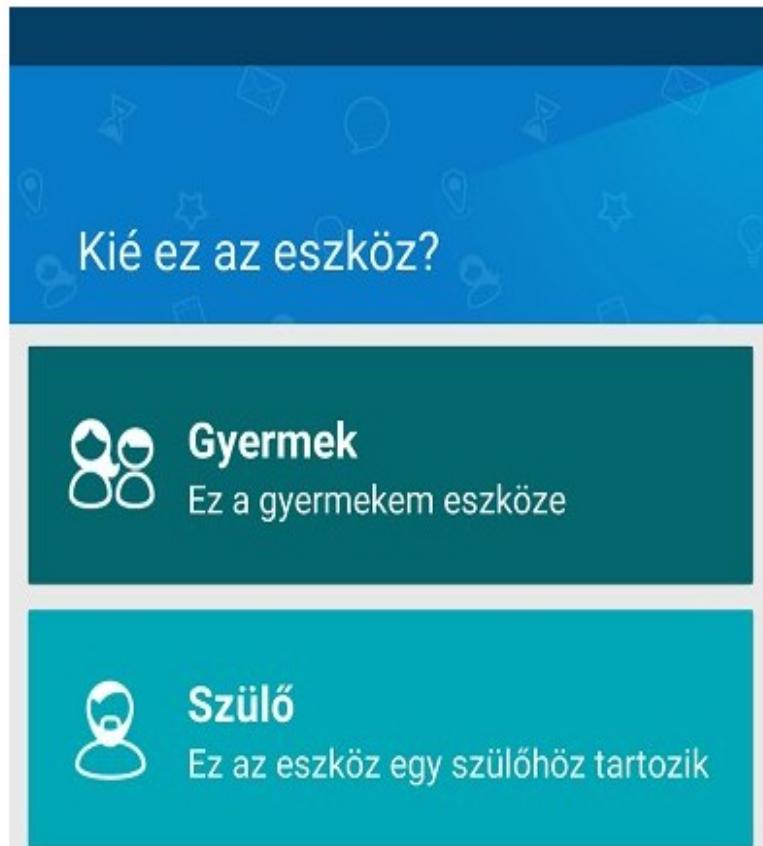 Kié ez az eszköz?
Gyermek
Ez a gyermekem eszköze
Szülő
Ez az eszköz egy szülőhöz tartozik